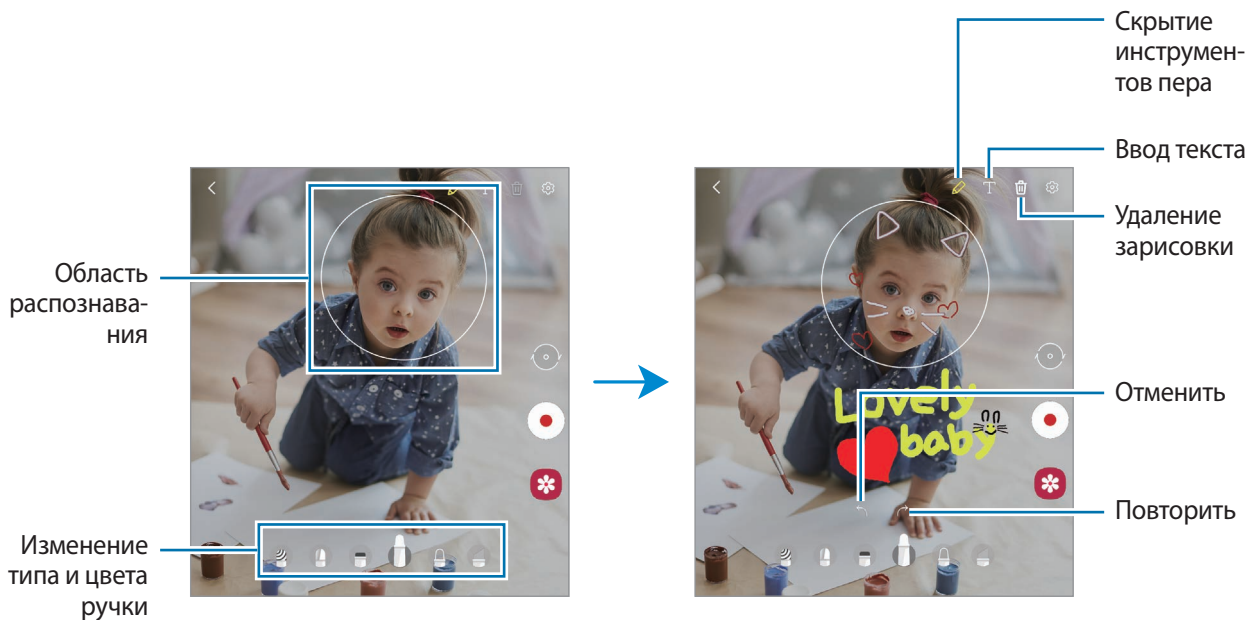 Скрытие
инструмен-
тов пера
Ввод текста
Удаление
зарисовки
Область
распознава-
ния
Отменить
Повторить
Изменение
типа и цвета
ручки
T
T
Lovely
baby